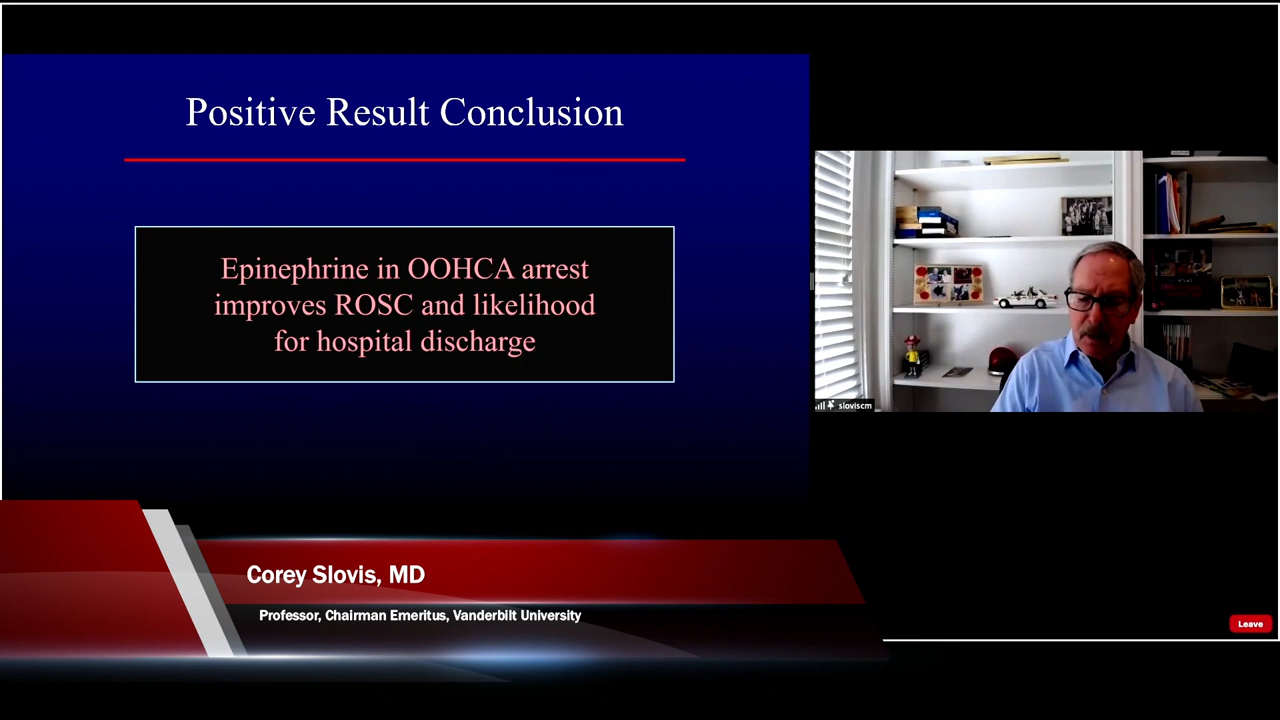 Positive Result Conclusion
Epinephrine in OOHCA arrest
improves ROSC and likelihood
for hospital discharge
sloviscm
Corey Slovis, MD
Professor, Chairman Emeritus, Vanderbilt University
Leave